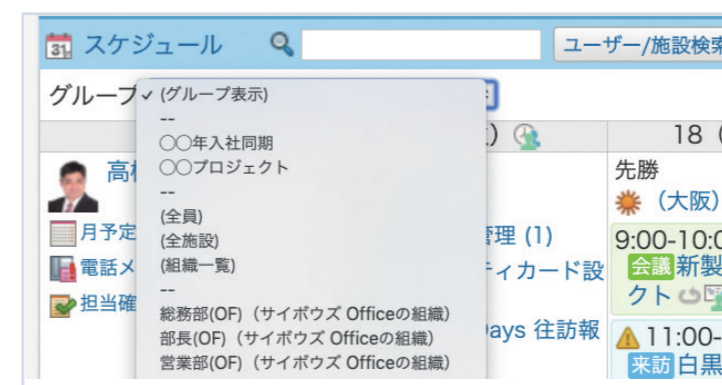 31 スケジュール ユーザー/施設検索
グループ ✓ (グループ表示)
--
○○年入社同期
○○プロジェクト
--
(全員)
(全施設)
(組織一覧)
--
総務部(OF)（サイボウズ Officeの組織）
部長(OF)（サイボウズ Officeの組織）
営業部(OF)（サイボウズ Officeの組織）
高
月予定
電話メ
担当確
)
管理 (1)
ティカード設
Days 往訪報
18 (
先勝
（大阪）
9:00-10:0
会議 新製
クト
11:00-
来訪 白黒